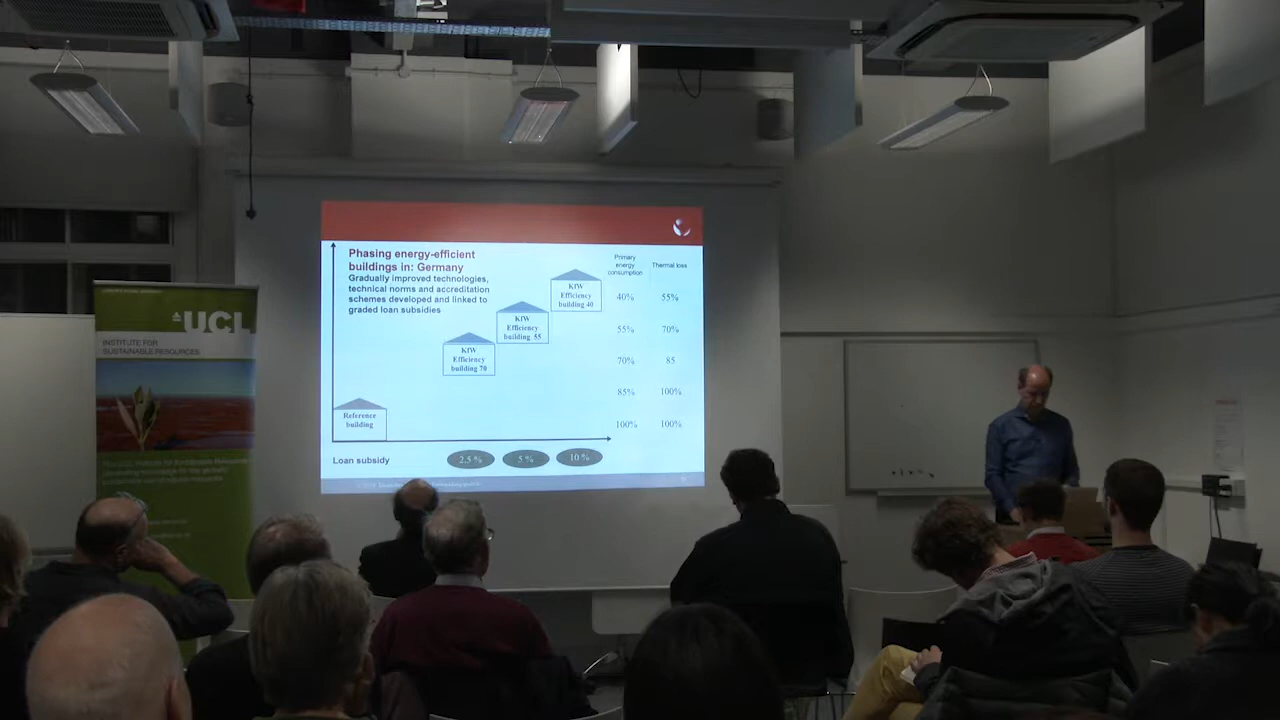 UCL
INSTITUTE FOR
SUSTAINABLE RESOURCES
Phasing energy-efficient
buildings in: Germany
Gradually improved technologies,
technical norms and accreditation
schemes developed and linked to
graded loan subsidies
Primary
energy
consumption
Thermal loss
KfW
Efficiency
building 40
40%
55%
KfW
Efficiency
building 55
55%
70%
KfW
Efficiency
building 70
70%
85
85%
100%
Reference
building
100%
100%
Loan subsidy
2.5 %
5 %
10 %